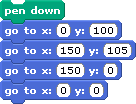 pen down
go to x: 0 y: 100
go to x: 150 y: 105
go to x: 150 y: 0
go to x: 0 y: 0